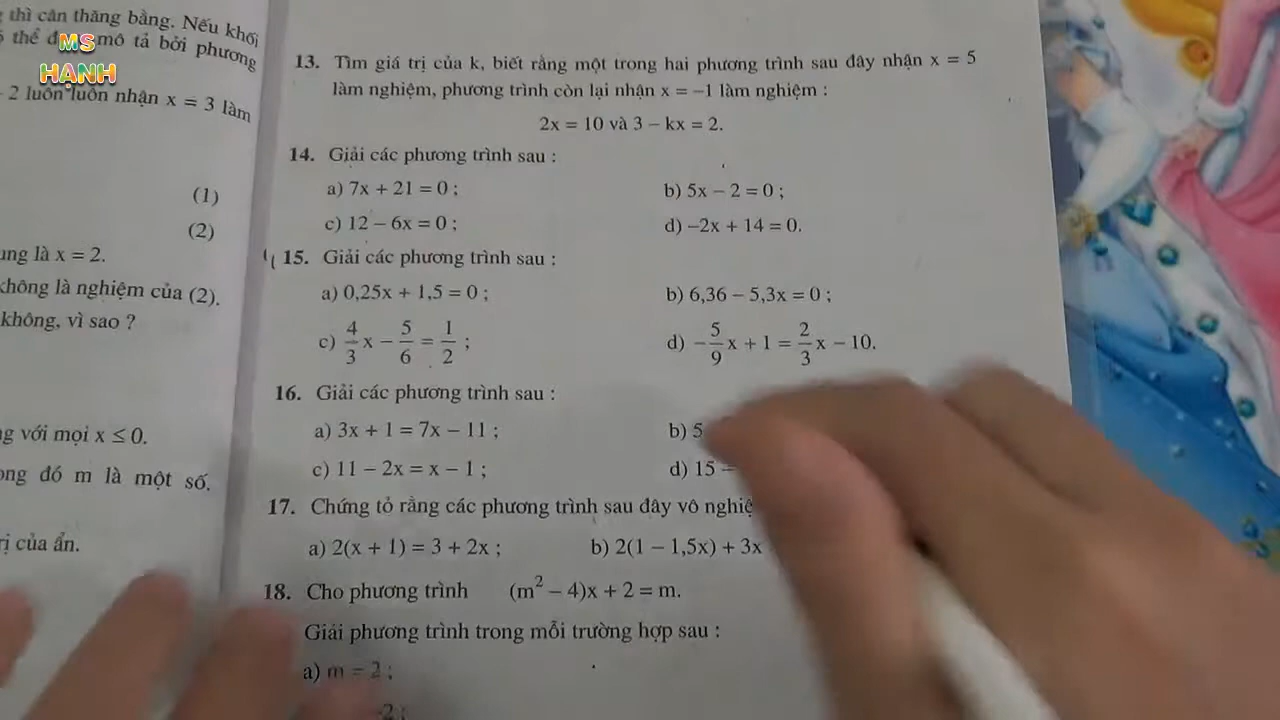 thì cân thăng bằng. Nếu khối
thể mô tả bởi phương
MS
HẠNH
2 luôn luôn nhận x = 3 làm
(1)
(2)
là x = 2.
không là nghiệm của (2).
không, vì sao ?
với mọi x ≤ 0.
đó m là một số.
của ẩn.
13. Tìm giá trị của k, biết rằng một trong hai phương trình sau đây nhận x = 5
làm nghiệm, phương trình còn lại nhận x = −1 làm nghiệm :
2x = 10 và 3 − kx = 2.
14. Giải các phương trình sau :
a) 7x + 21 = 0 ; b) 5x − 2 = 0 ;
c) 12 − 6x = 0 ; d) −2x + 14 = 0.
15. Giải các phương trình sau :
a) 0,25x + 1,5 = 0 ; b) 6,36 − 5,3x = 0 ;
c) 4/3 x − 5/6 = 1/2 ; d) −5/9 x + 1 = 2/3 x − 10.
16. Giải các phương trình sau :
a) 3x + 1 = 7x − 11 ; b) 5
c) 11 − 2x = x − 1 ; d) 15 −
17. Chứng tỏ rằng các phương trình sau đây vô
a) 2(x + 1) = 3 + 2x ; b) 2(1 − 1,5x) + 3x
18. Cho phương trình (m² − 4)x + 2 = m.
Giải phương trình trong mỗi trường hợp sau :
a) m = 2 ;